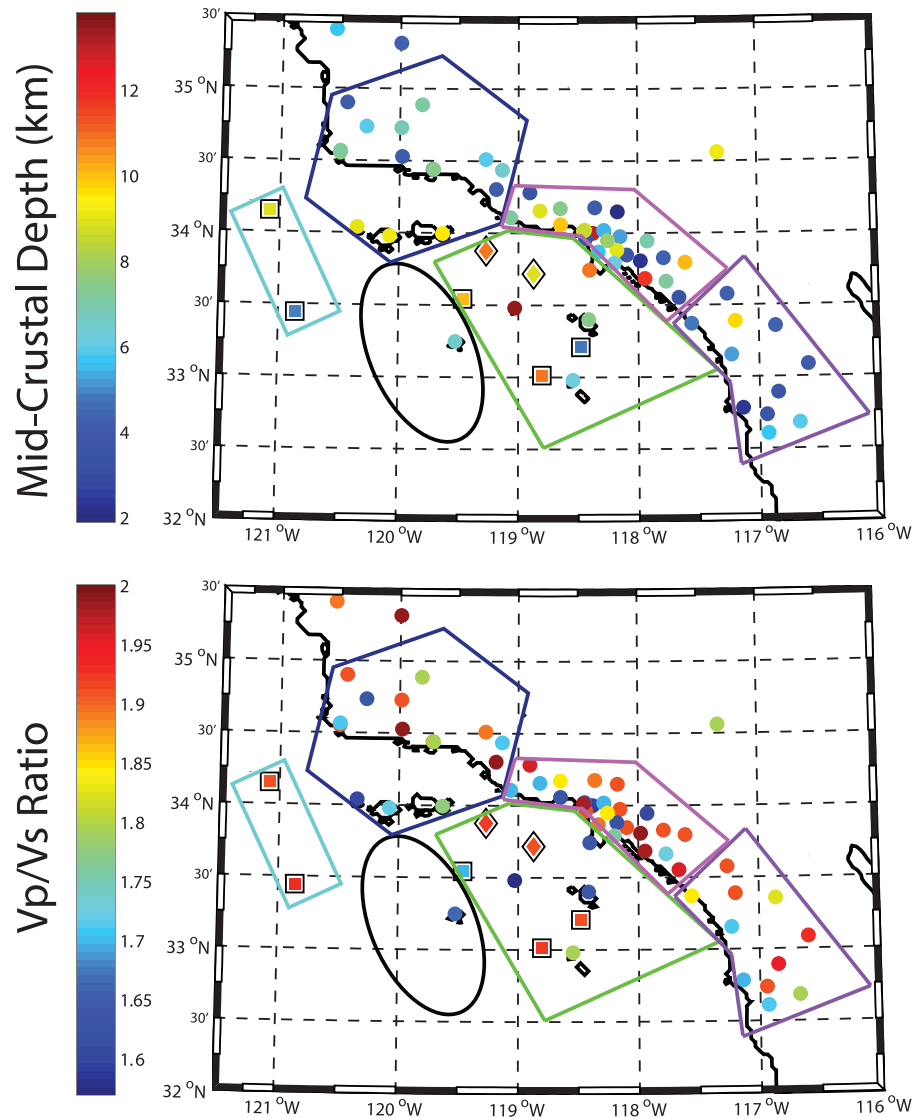 Mid-Crustal Depth (km)
12
10
8
6
4
2
30'
35 °N
30'
34 °N
30'
33 °N
30'
32 °N
121 °W
120 °W
119 °W
118 °W
117 °W
116 °W
Vp/Vs Ratio
2
1.95
1.9
1.85
1.8
1.75
1.7
1.65
1.6
30'
35 °N
30'
34 °N
30'
33 °N
30'
32 °N
121 °W
120 °W
119 °W
118 °W
117 °W
116 °W